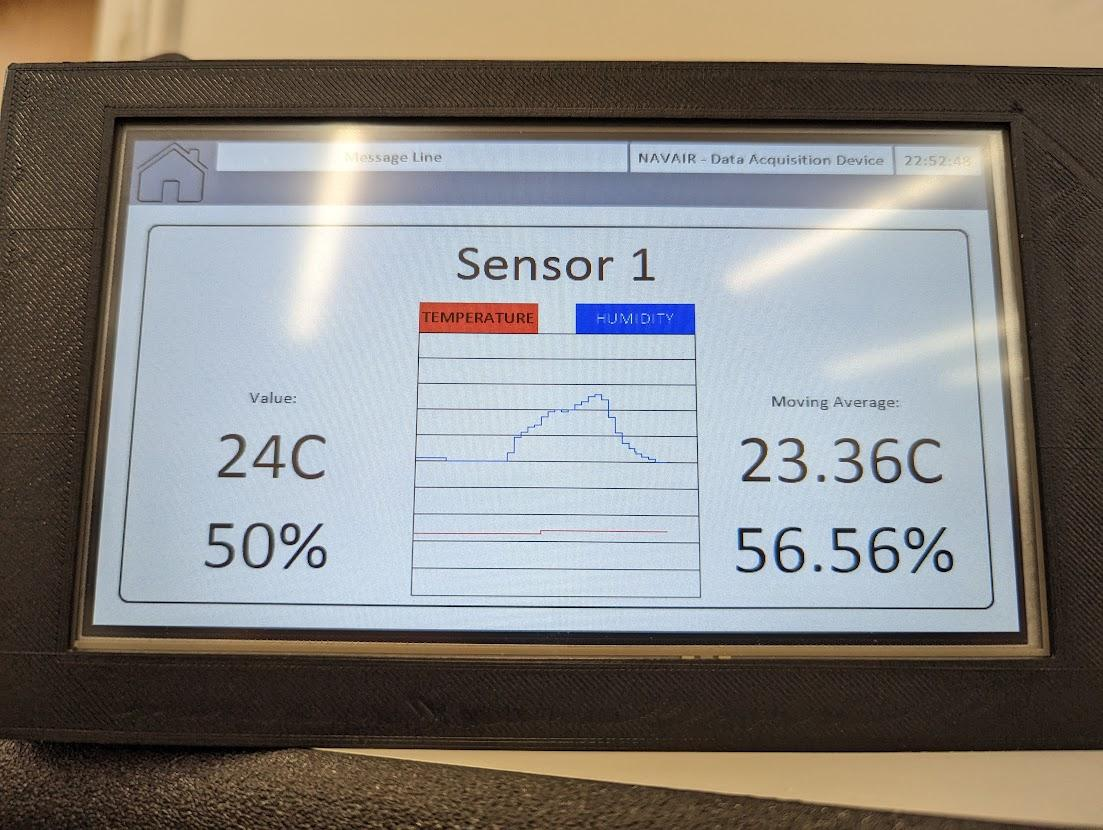 Message Line
NAVAIR - Data Acquisition Device
22:52:48
Sensor 1
TEMPERATURE
HUMIDITY
Value:
24C
50%
Moving Average:
23.36C
56.56%